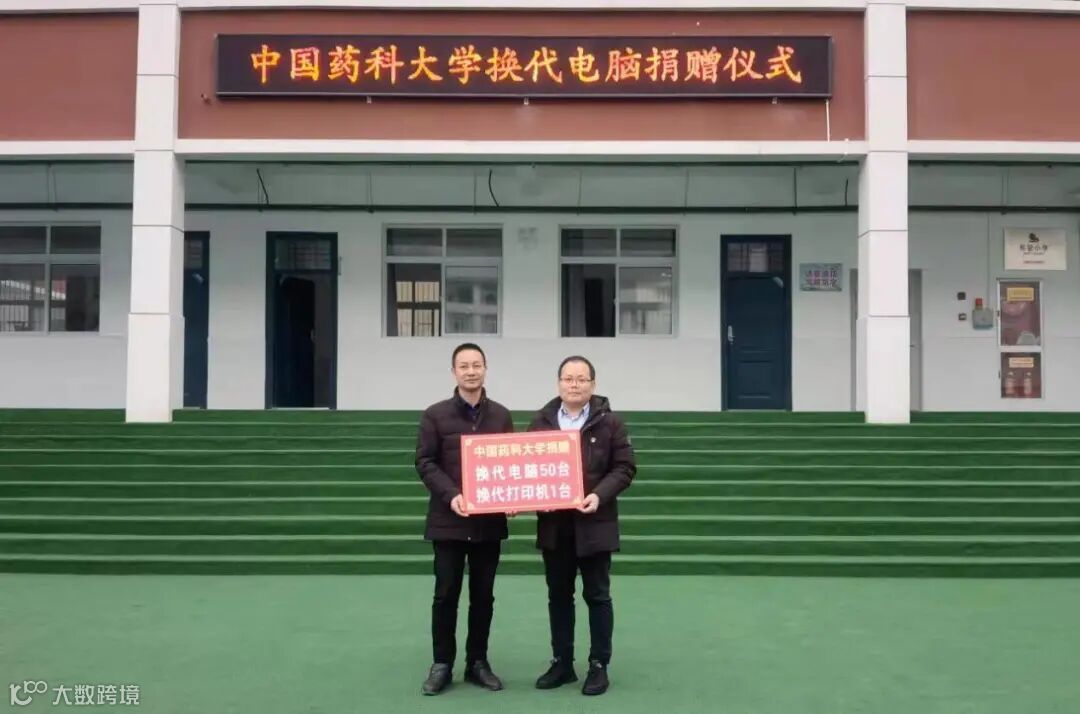 中国药科大学换代电脑捐赠仪式
中国药科大学捐赠
换代电脑50台
换代打印机1台
大数跨境